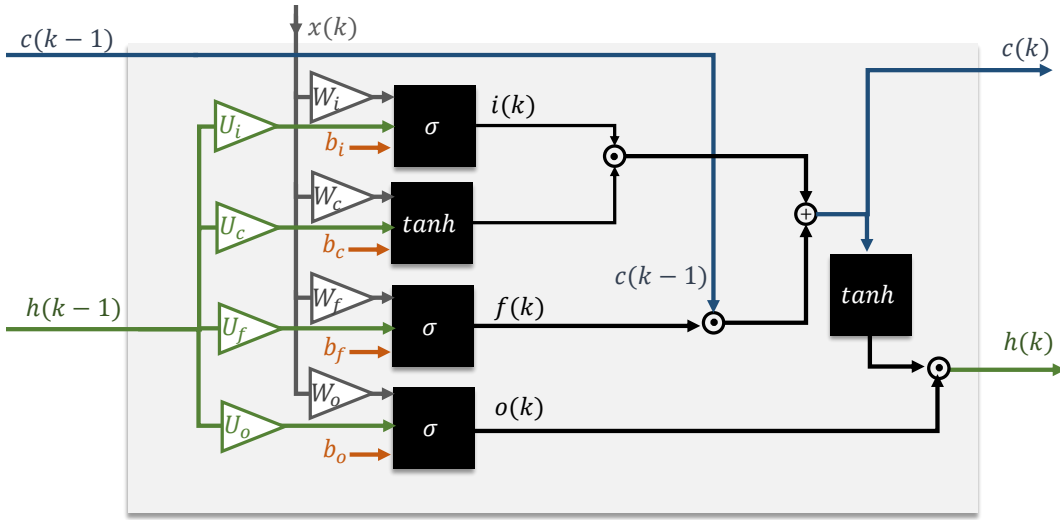 x(k)
c(k − 1)
c(k)
W_i
σ
i(k)
U_i
b_i
W_c
tanh
U_c
b_c
+
c(k − 1)
W_f
tanh
h(k − 1)
U_f
σ
f(k)
b_f
h(k)
W_o
U_o
σ
o(k)
b_o